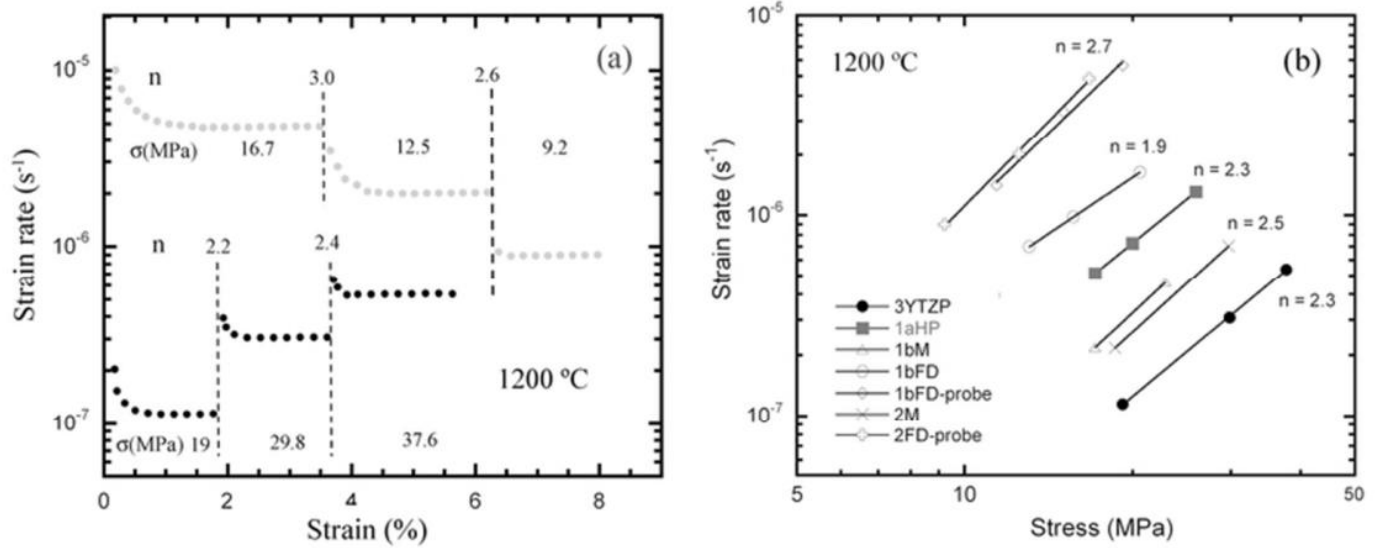 (a)
10⁻⁵
n
3.0
2.6
σ(MPa)
16.7
12.5
9.2
Strain rate (s⁻¹)
10⁻⁶
n
2.2
2.4
1200 ºC
10⁻⁷
σ(MPa) 19
29.8
37.6
0
2
4
6
8
Strain (%)
10⁻⁵
1200 ºC
n = 2.7
(b)
n = 1.9
n = 2.3
Strain rate (s⁻¹)
10⁻⁶
n = 2.5
n = 2.3
3YTZP
1aHP
1bM
1bFD
1bFD-probe
2M
2FD-probe
10⁻⁷
5
10
50
Stress (MPa)